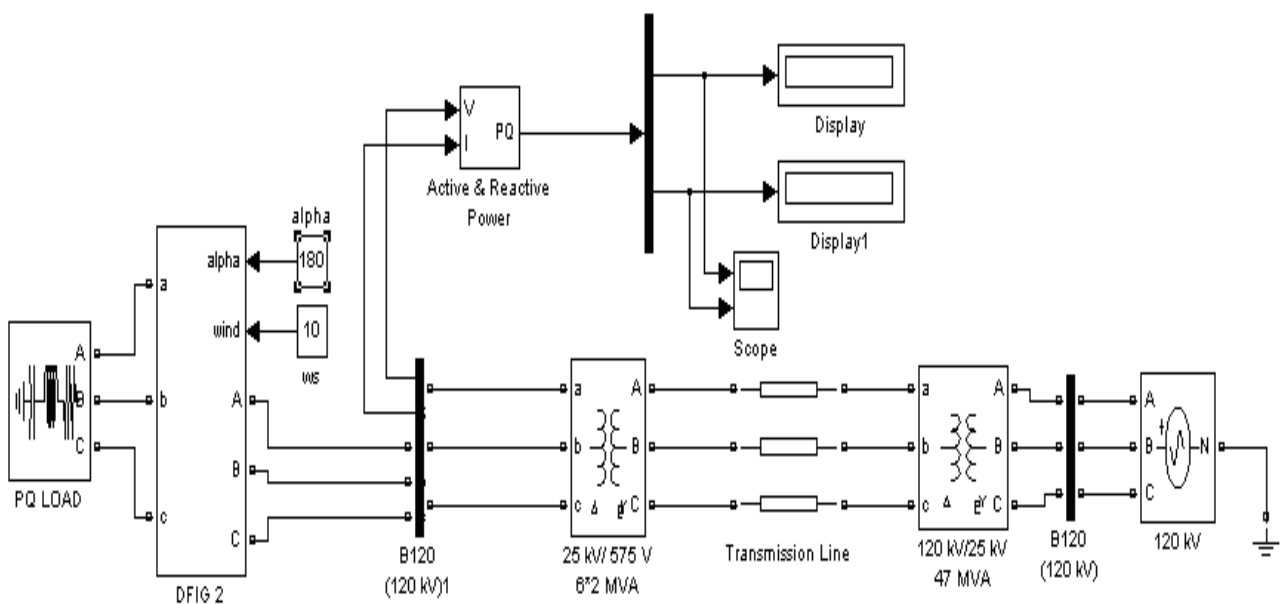 Display
V
I
PQ
Active & Reactive
Power
Display1
Scope
alpha
180
alpha
wind
10
ws
a
b
c
A
B
C
DFIG 2
A
B
C
PQ LOAD
B120
(120 kV)1
a
b
c
A
B
C
25 kV/ 575 V
6*2 MVA
Transmission Line
a
b
c
A
B
C
120 kV/25 kV
47 MVA
B120
(120 kV)
A
B
C
N
120 kV